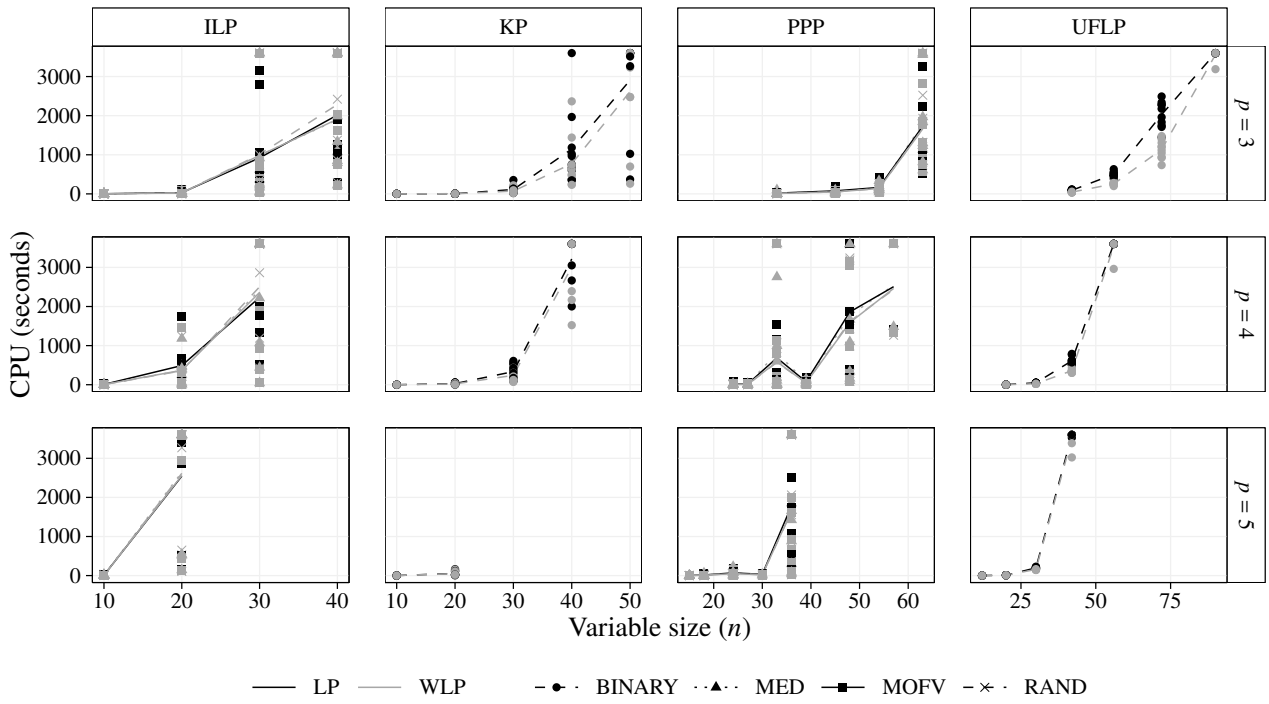 ILP KP PPP UFLP
3000
2000
1000
0
p = 3
3000
2000
1000
0
p = 4
3000
2000
1000
0
p = 5
CPU (seconds)
10 20 30 40 10 20 30 40 50 20 30 40 50 60 25 50 75
Variable size (n)
LP WLP BINARY MED MOFV RAND